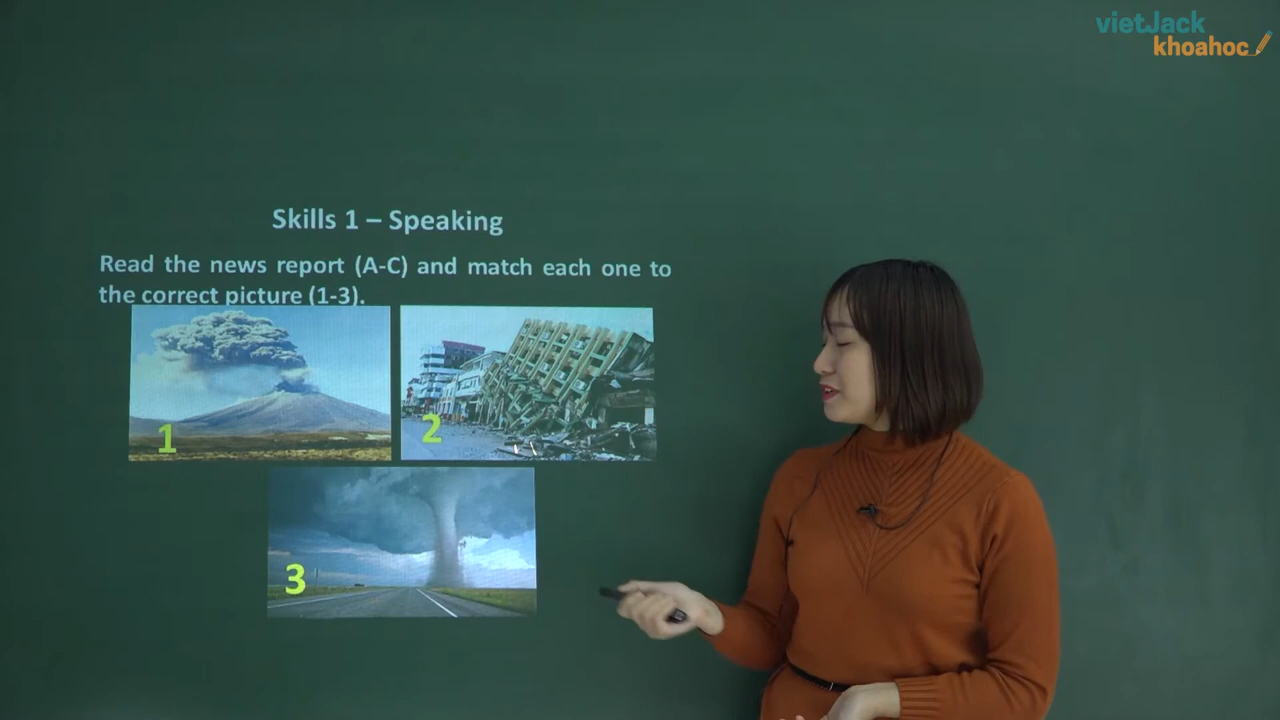 vietJack
khoahoc
Skills 1 – Speaking
Read the news report (A-C) and match each one to
the correct picture (1-3).
1
2
3